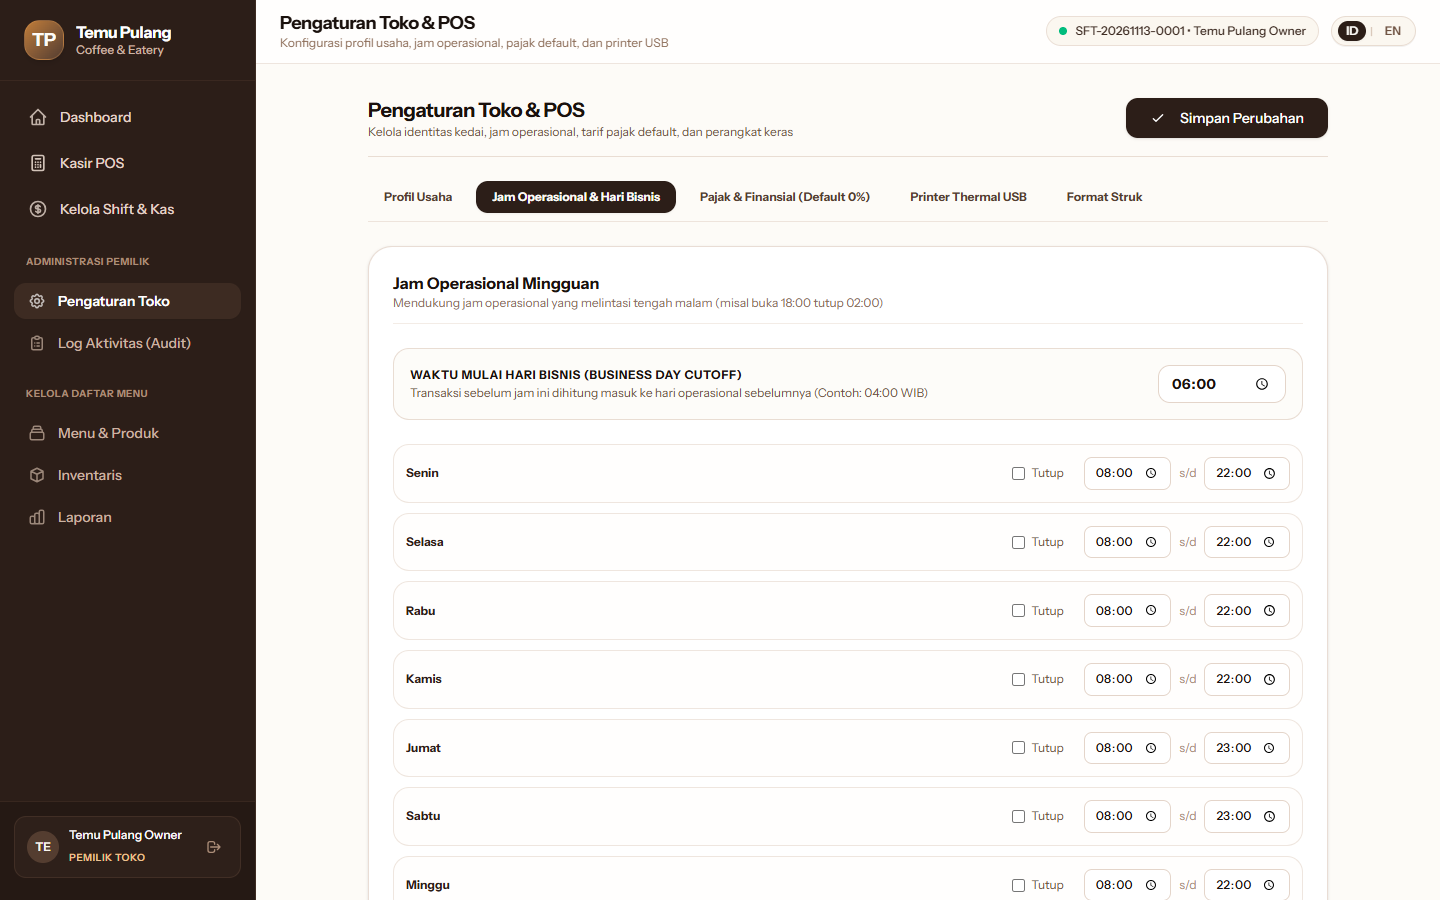 TP
Temu Pulang
Coffee & Eatery
Dashboard
Kasir POS
Kelola Shift & Kas
ADMINISTRASI PEMILIK
Pengaturan Toko
Log Aktivitas (Audit)
KELOLA DAFTAR MENU
Menu & Produk
Inventaris
Laporan
TE
Temu Pulang Owner
PEMILIK TOKO
Pengaturan Toko & POS
Konfigurasi profil usaha, jam operasional, pajak default, dan printer USB
SFT-20261113-0001 • Temu Pulang Owner
ID | EN
Pengaturan Toko & POS
Kelola identitas kedai, jam operasional, tarif pajak default, dan perangkat keras
Simpan Perubahan
Profil Usaha
Jam Operasional & Hari Bisnis
Pajak & Finansial (Default 0%)
Printer Thermal USB
Format Struk
Jam Operasional Mingguan
Mendukung jam operasional yang melintasi tengah malam (misal buka 18:00 tutup 02:00)
WAKTU MULAI HARI BISNIS (BUSINESS DAY CUTOFF)
Transaksi sebelum jam ini dihitung masuk ke hari operasional sebelumnya (Contoh: 04:00 WIB)
06:00
Senin Tutup 08:00 s/d 22:00
Selasa Tutup 08:00 s/d 22:00
Rabu Tutup 08:00 s/d 22:00
Kamis Tutup 08:00 s/d 22:00
Jumat Tutup 08:00 s/d 23:00
Sabtu Tutup 08:00 s/d 23:00
Minggu Tutup 08:00 s/d 22:00